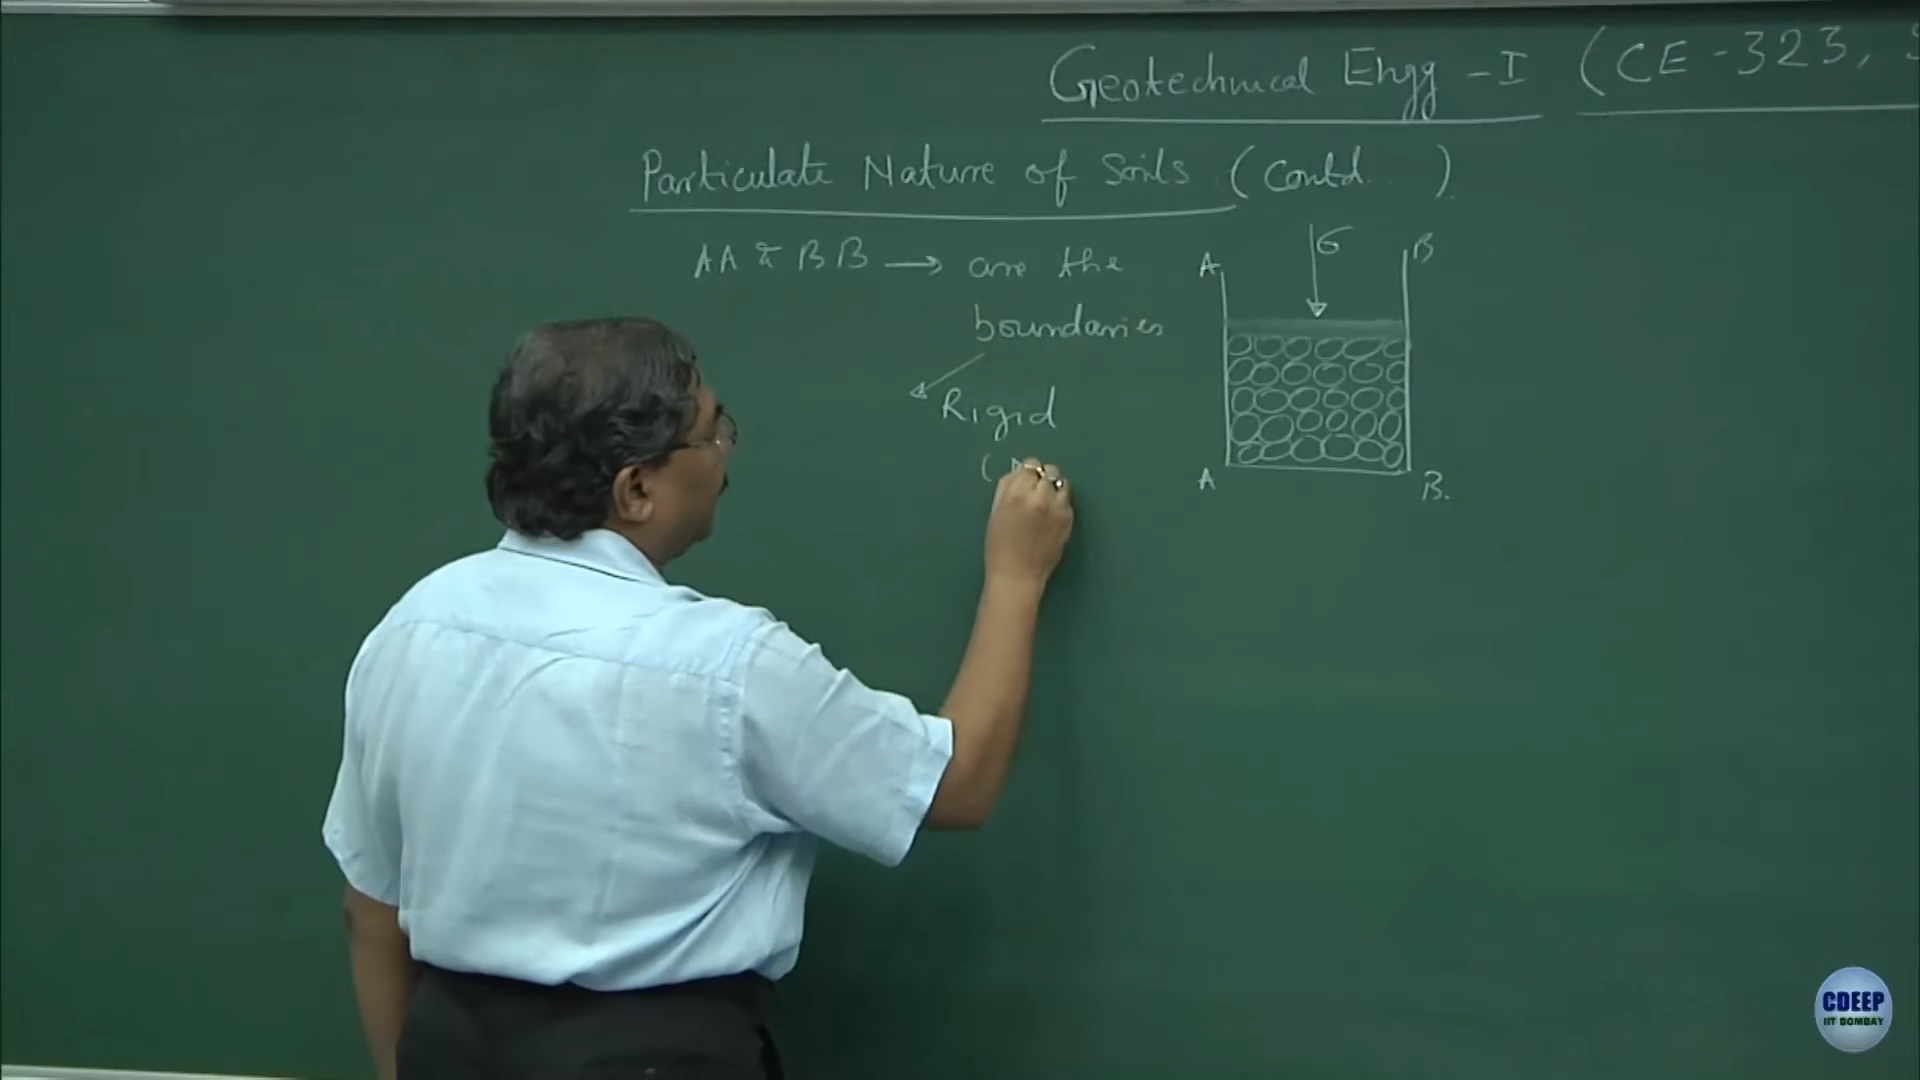 Geotechnical Engg - I (CE-323,
Particulate Nature of Soils (Contd. )
AA & BB → are the
boundaries
Rigid
(
A
σ
B
A
B.
CDEEP
IIT BOMBAY